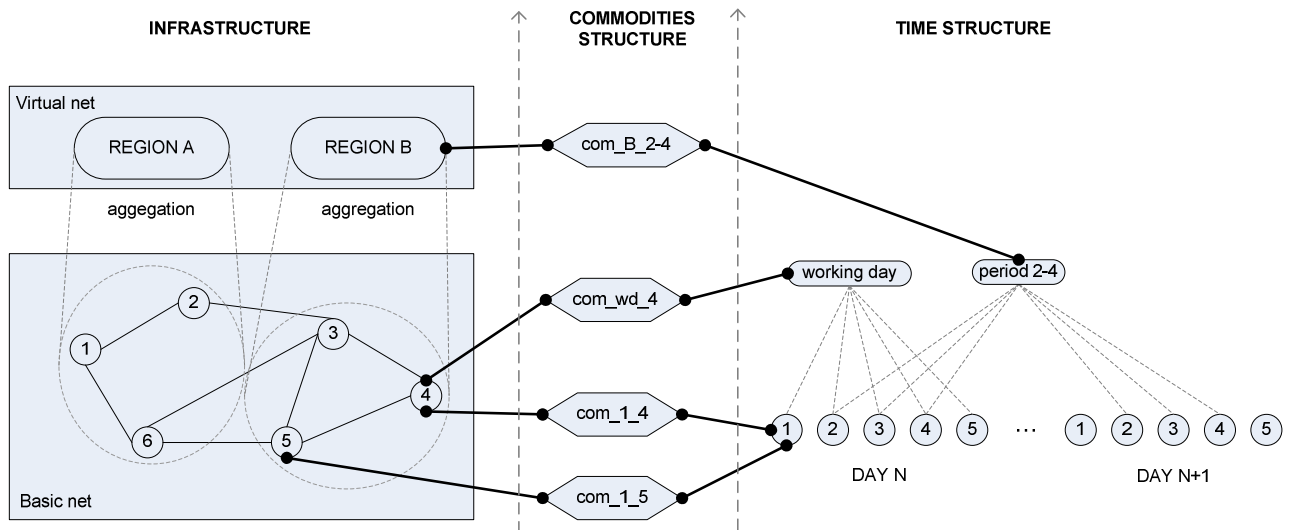 INFRASTRUCTURE
COMMODITIES
STRUCTURE
TIME STRUCTURE
Virtual net
REGION A
REGION B
com_B_2-4
aggegation
aggregation
working day
period 2-4
com_wd_4
2
3
1
4
com_1_4
6
5
1
2
3
4
5
...
1
2
3
4
5
DAY N
DAY N+1
Basic net
com_1_5